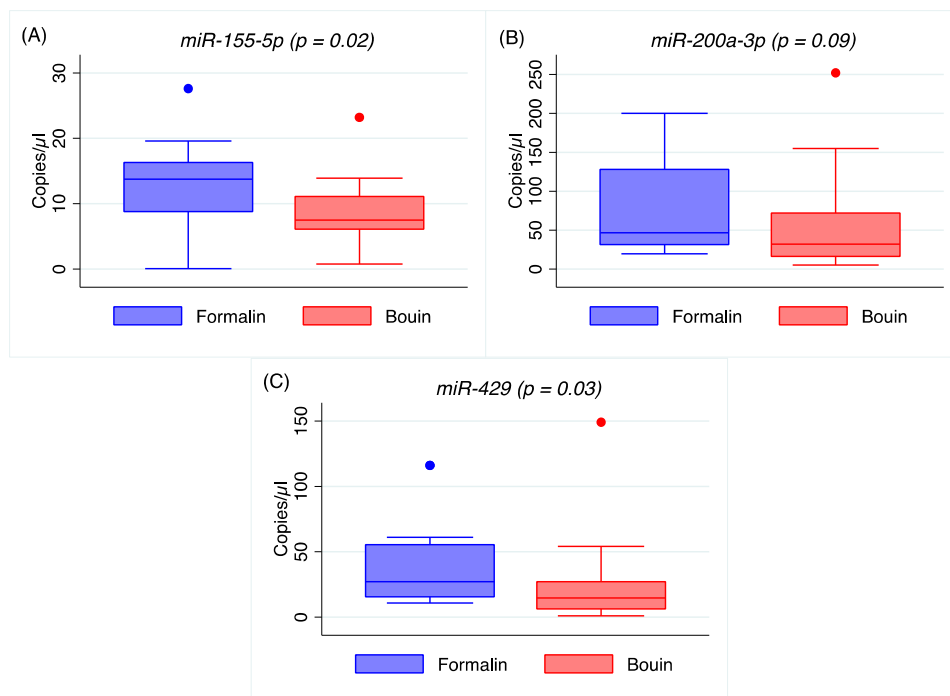 (A)
miR-155-5p (p = 0.02)
Copies/µl
30
20
10
0
Formalin
Bouin
(B)
miR-200a-3p (p = 0.09)
Copies/µl
250
200
150
100
50
0
Formalin
Bouin
(C)
miR-429 (p = 0.03)
Copies/µl
150
100
50
0
Formalin
Bouin